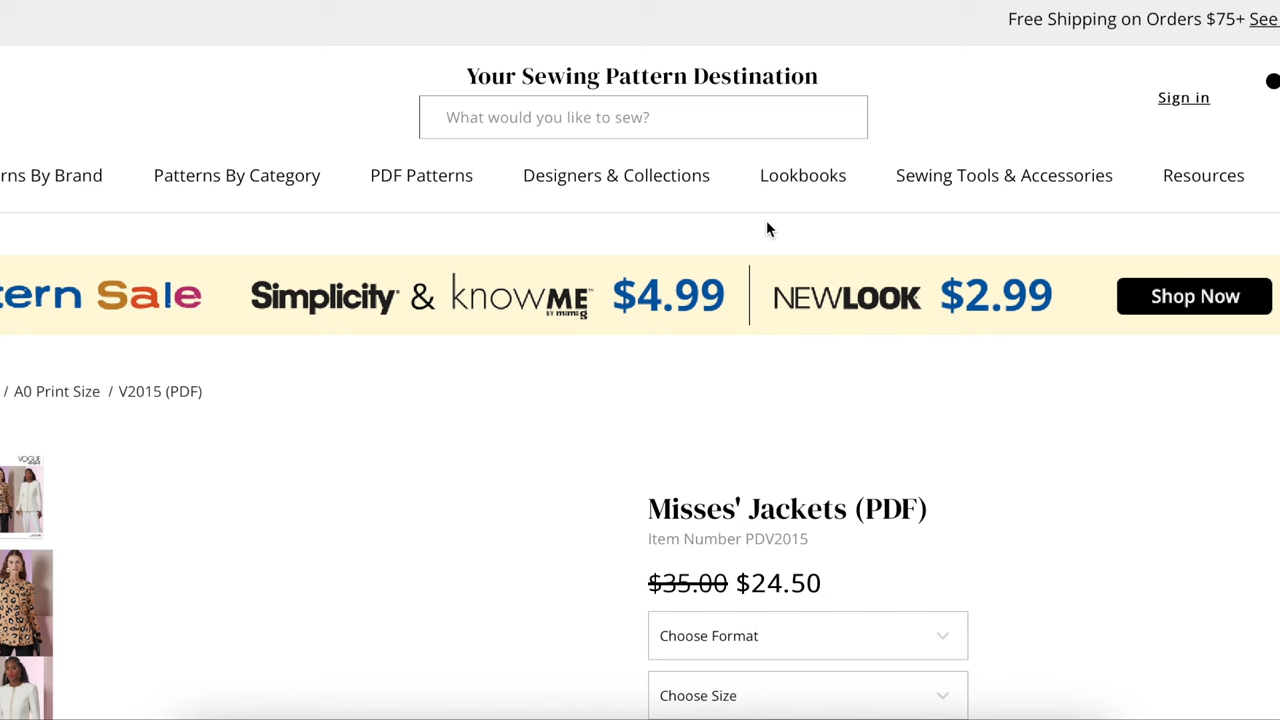 Free Shipping on Orders $75+ See
Your Sewing Pattern Destination
What would you like to sew?
Sign in
rns By Brand Patterns By Category PDF Patterns Designers & Collections Lookbooks Sewing Tools & Accessories Resources
tern Sale Simplicity & knowME BY mimi g $4.99 NEWLOOK $2.99 Shop Now
/ A0 Print Size / V2015 (PDF)
VOGUE
Misses' Jackets (PDF)
Item Number PDV2015
$35.00 $24.50
Choose Format
Choose Size